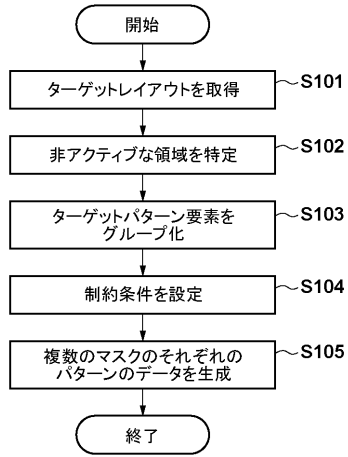 開始
ターゲットレイアウトを取得
S101
非アクティブな領域を特定
S102
ターゲットパターン要素を
グループ化
S103
制約条件を設定
S104
複数のマスクのそれぞれの
パターンのデータを生成
S105
終了